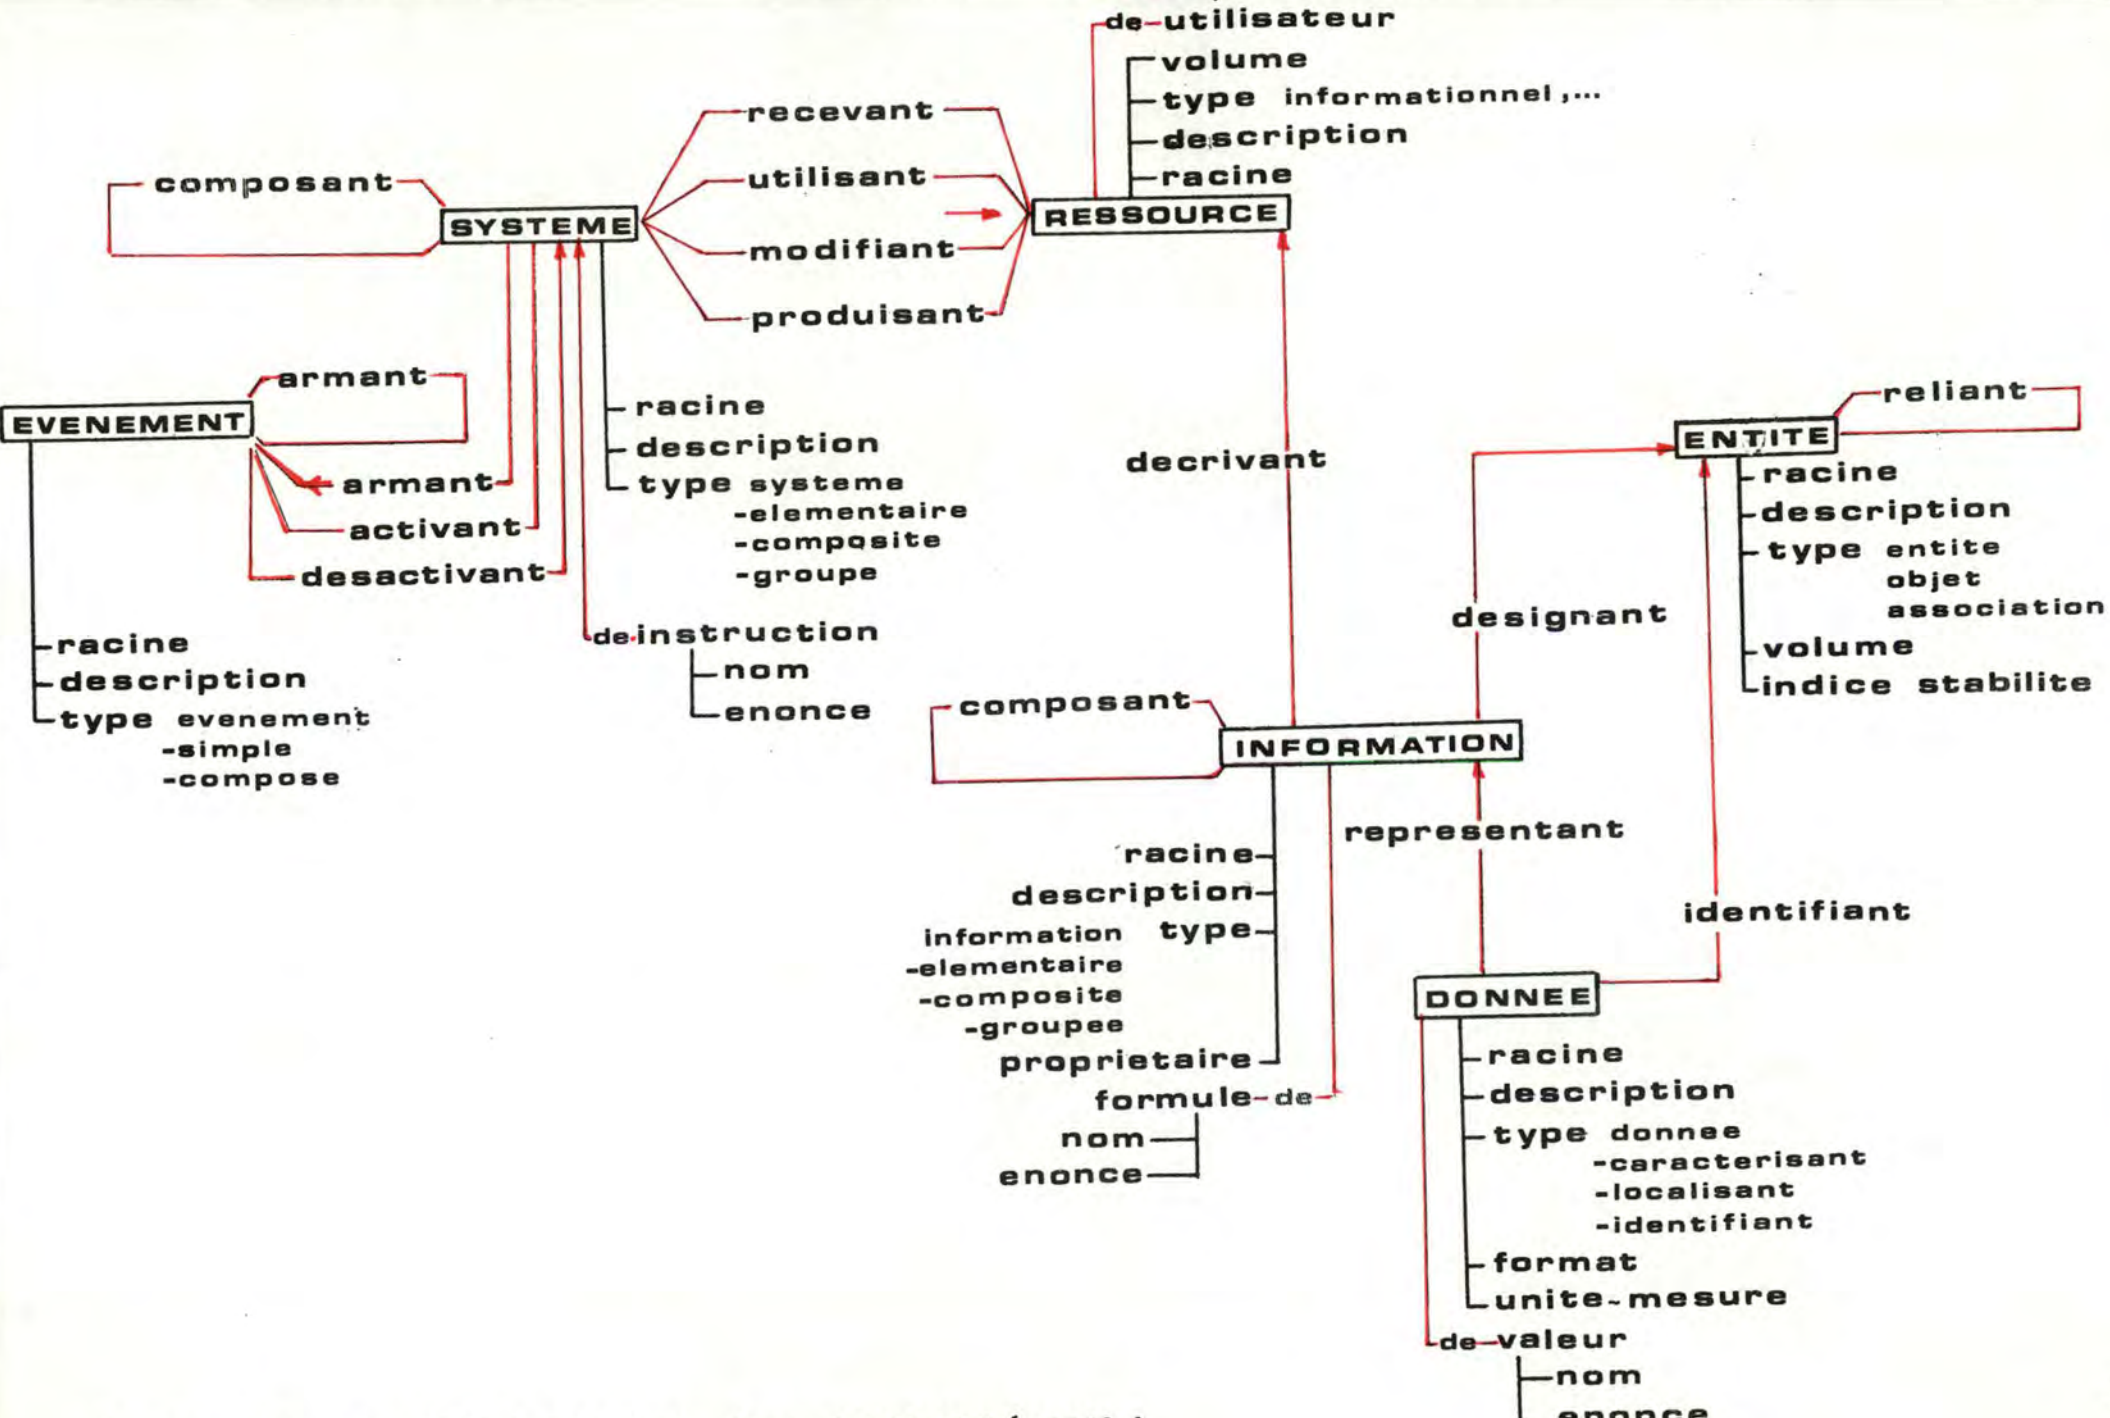 de utilisateur
volume
type informationnel,...
description
racine
RESSOURCE
recevant
utilisant
modifiant
produisant
composant
SYSTEME
racine
description
type systeme
-elementaire
-composite
-groupe
de instruction
nom
enonce
armant
EVENEMENT
armant
activant
desactivant
racine
description
type evenement
-simple
-compose
decrivant
reliant
ENTITE
racine
description
type entite
objet
association
volume
indice stabilite
designant
composant
INFORMATION
representant
identifiant
racine
description
information type
-elementaire
-composite
-groupee
proprietaire
formule-de
nom
enonce
DONNEE
racine
description
type donnee
-caracterisant
-localisant
-identifiant
format
unite-mesure
de valeur
nom
enonce